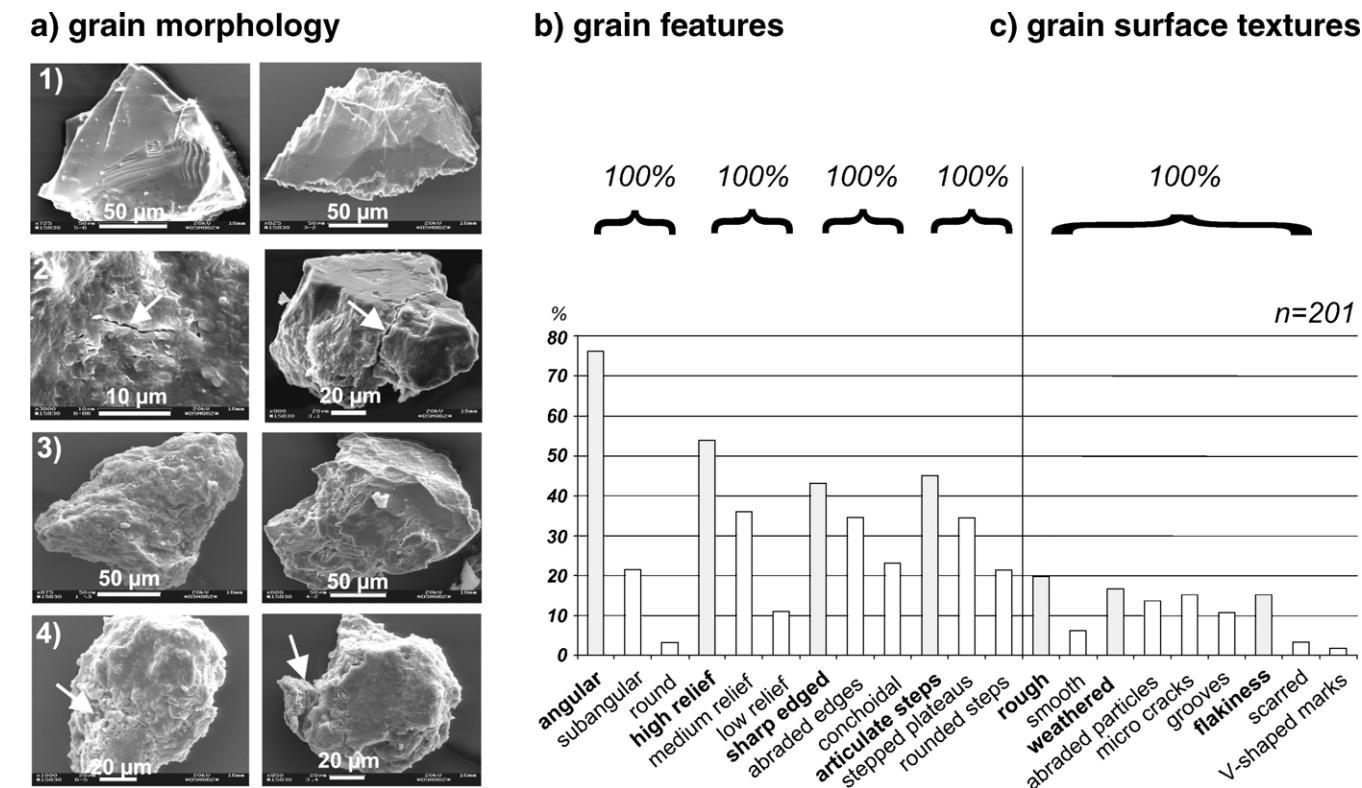 a) grain morphology
b) grain features
c) grain surface textures
1)
50 µm
50 µm
2)
10 µm
20 µm
3)
50 µm
50 µm
4)
20 µm
20 µm
100% 100% 100% 100% 100%
%
n=201
80
70
60
50
40
30
20
10
0
angular
subangular
round
high relief
medium relief
low relief
sharp edged
abraded edges
conchoidal
articulate steps
stepped plateaus
rounded steps
rough
smooth
weathered
abraded particles
micro cracks
grooves
flakiness
scarred
V-shaped marks